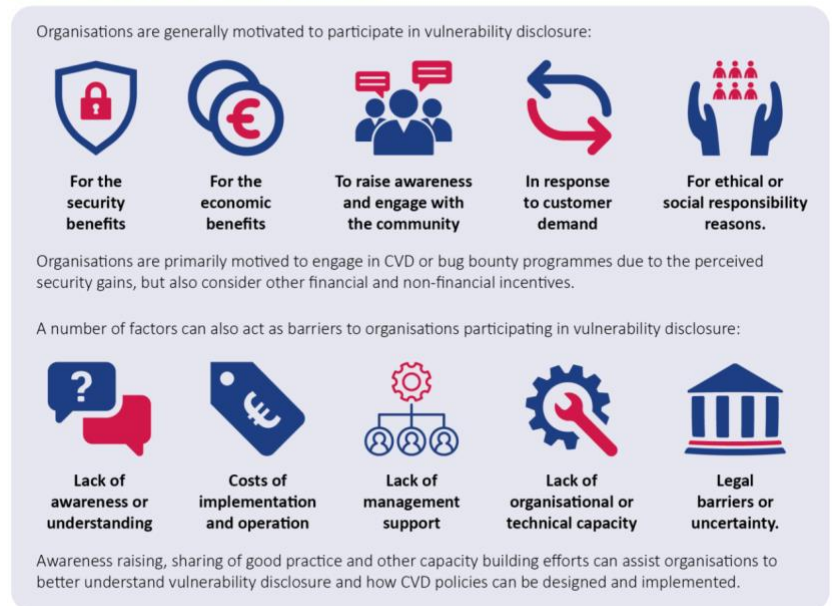 Organisations are generally motivated to participate in vulnerability disclosure:
€
For the
security
benefits
For the
economic
benefits
To raise awareness
and engage with
the community
In response
to customer
demand
For ethical or
social responsibility
reasons.
Organisations are primarily motived to engage in CVD or bug bounty programmes due to the perceived
security gains, but also consider other financial and non-financial incentives.
A number of factors can also act as barriers to organisations participating in vulnerability disclosure:
?
€
Lack of
awareness or
understanding
Costs of
implementation
and operation
Lack of
management
support
Lack of
organisational or
technical capacity
Legal
barriers or
uncertainty.
Awareness raising, sharing of good practice and other capacity building efforts can assist organisations to
better understand vulnerability disclosure and how CVD policies can be designed and implemented.